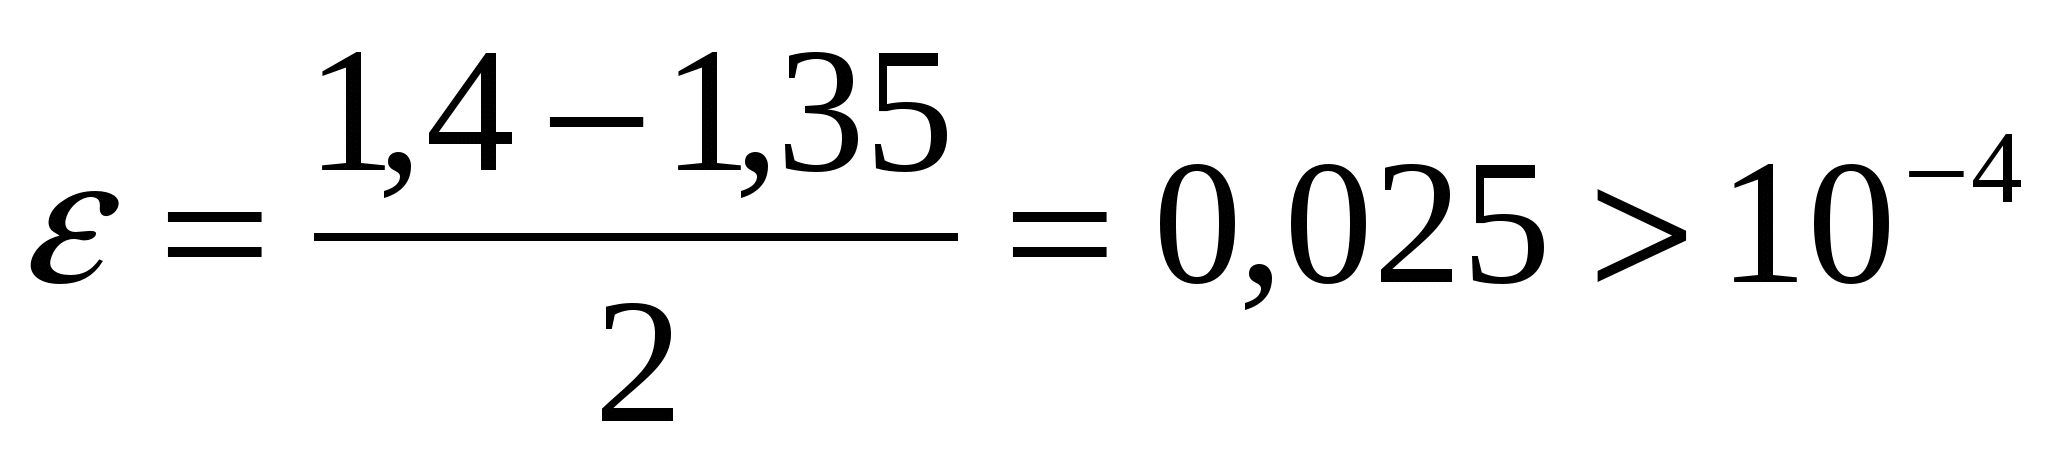 ε = (1,4 − 1,35) / 2 = 0,025 > 10⁻⁴